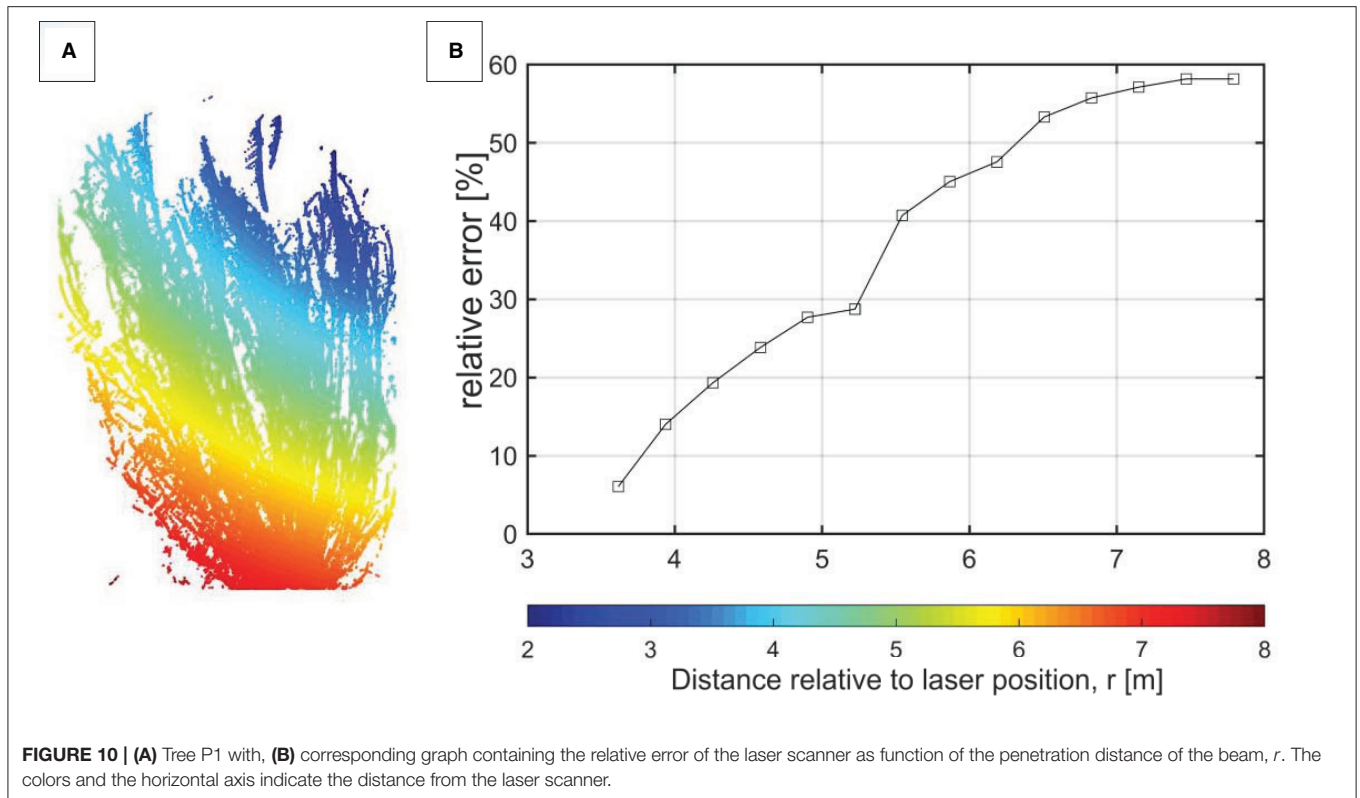 A
B
60
50
40
30
20
10
0
relative error [%]
3 4 5 6 7 8
2 3 4 5 6 7 8
Distance relative to laser position, r [m]
FIGURE 10 | (A) Tree P1 with, (B) corresponding graph containing the relative error of the laser scanner as function of the penetration distance of the beam, r. The
colors and the horizontal axis indicate the distance from the laser scanner.